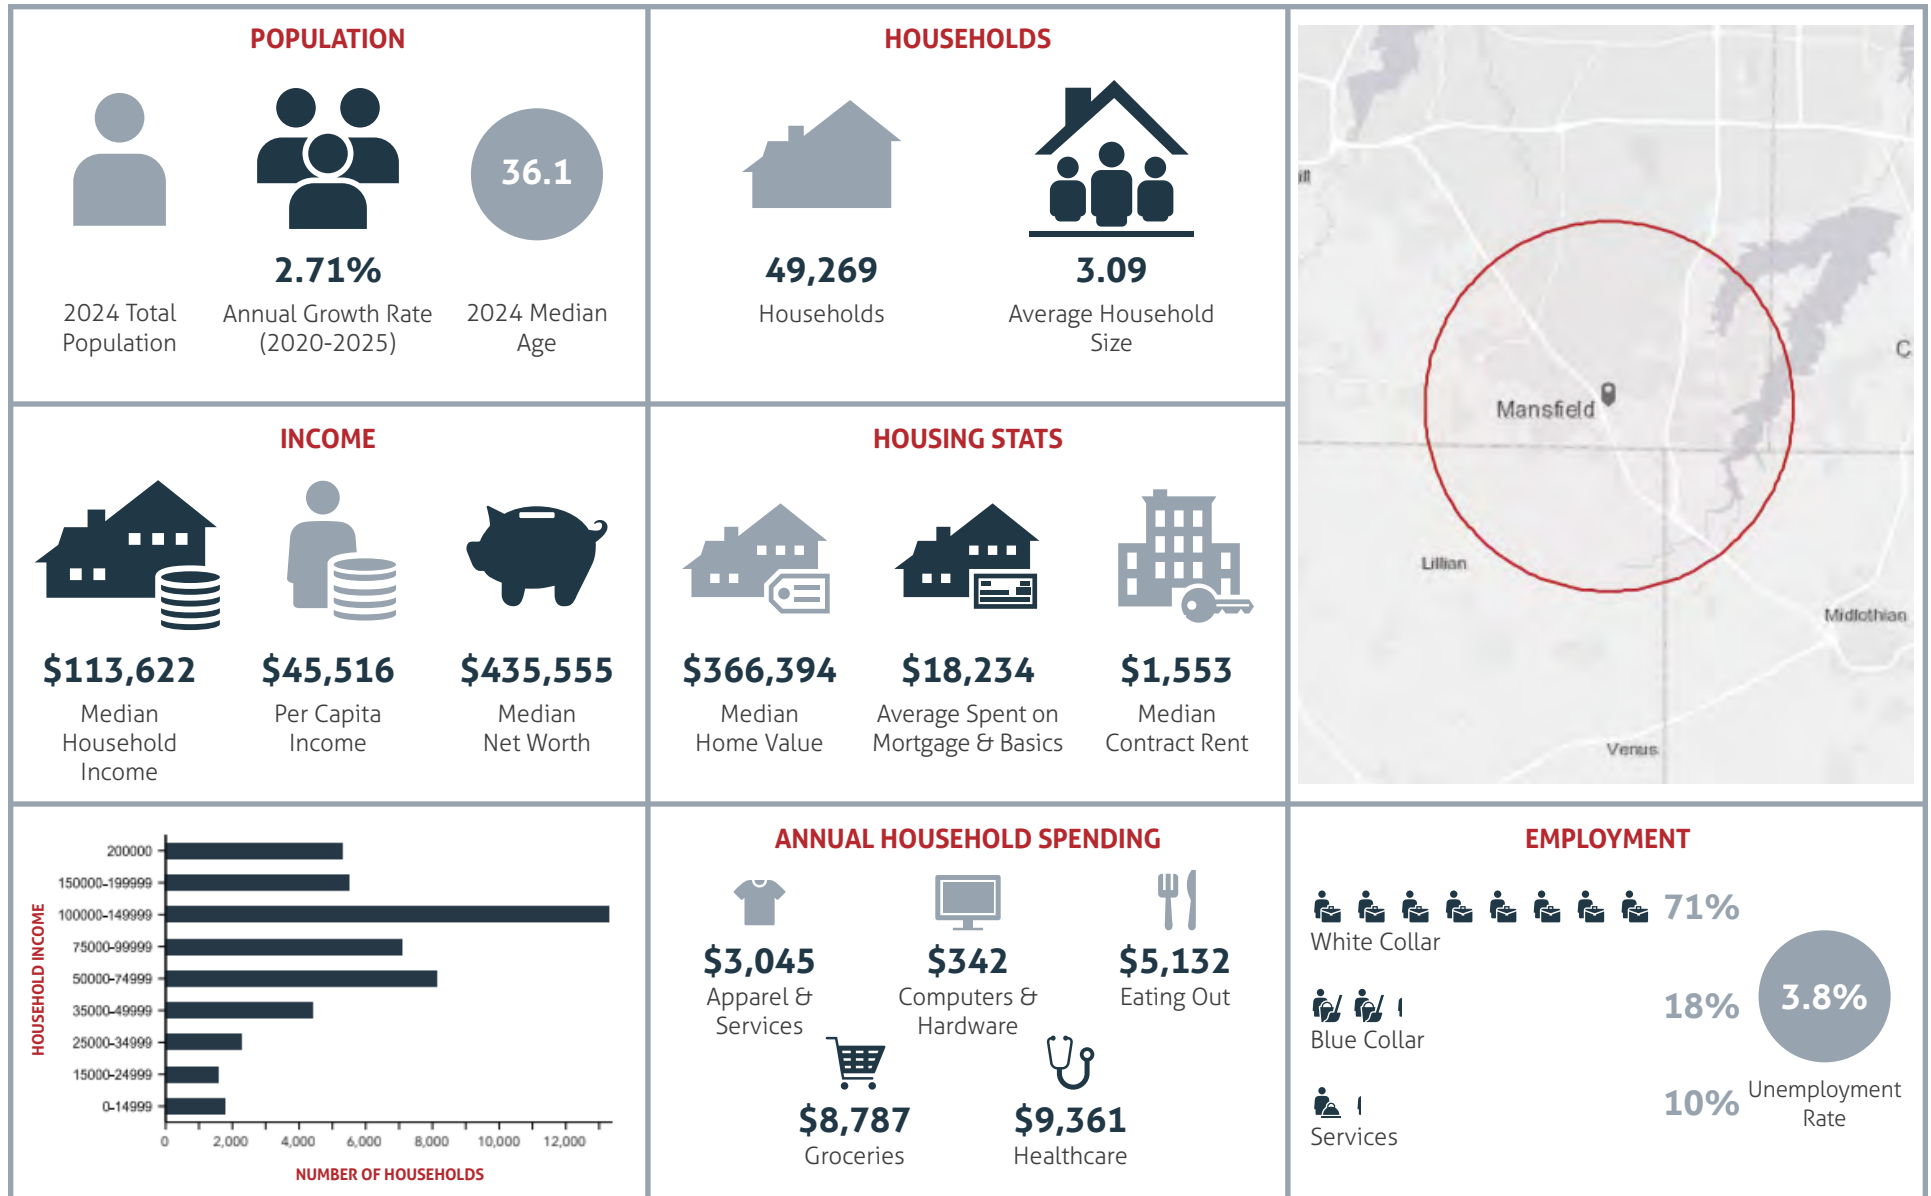 POPULATION
36.1
2.71%
2024 Total
Population
Annual Growth Rate
(2020-2025)
2024 Median
Age
HOUSEHOLDS
49,269
Households
3.09
Average Household
Size
Mansfield
C
Lillian
Midlothian
Venus
INCOME
$113,622
Median
Household
Income
$45,516
Per Capita
Income
$435,555
Median
Net Worth
HOUSING STATS
$366,394
Median
Home Value
$18,234
Average Spent on
Mortgage & Basics
$1,553
Median
Contract Rent
HOUSEHOLD INCOME
200000
150000-199999
100000-149999
75000-99999
50000-74999
35000-49999
25000-34999
15000-24999
0-14999
0 2,000 4,000 6,000 8,000 10,000 12,000
NUMBER OF HOUSEHOLDS
ANNUAL HOUSEHOLD SPENDING
$3,045
Apparel &
Services
$342
Computers &
Hardware
$5,132
Eating Out
$8,787
Groceries
$9,361
Healthcare
EMPLOYMENT
71%
White Collar
18%
Blue Collar
10%
Services
3.8%
Unemployment
Rate